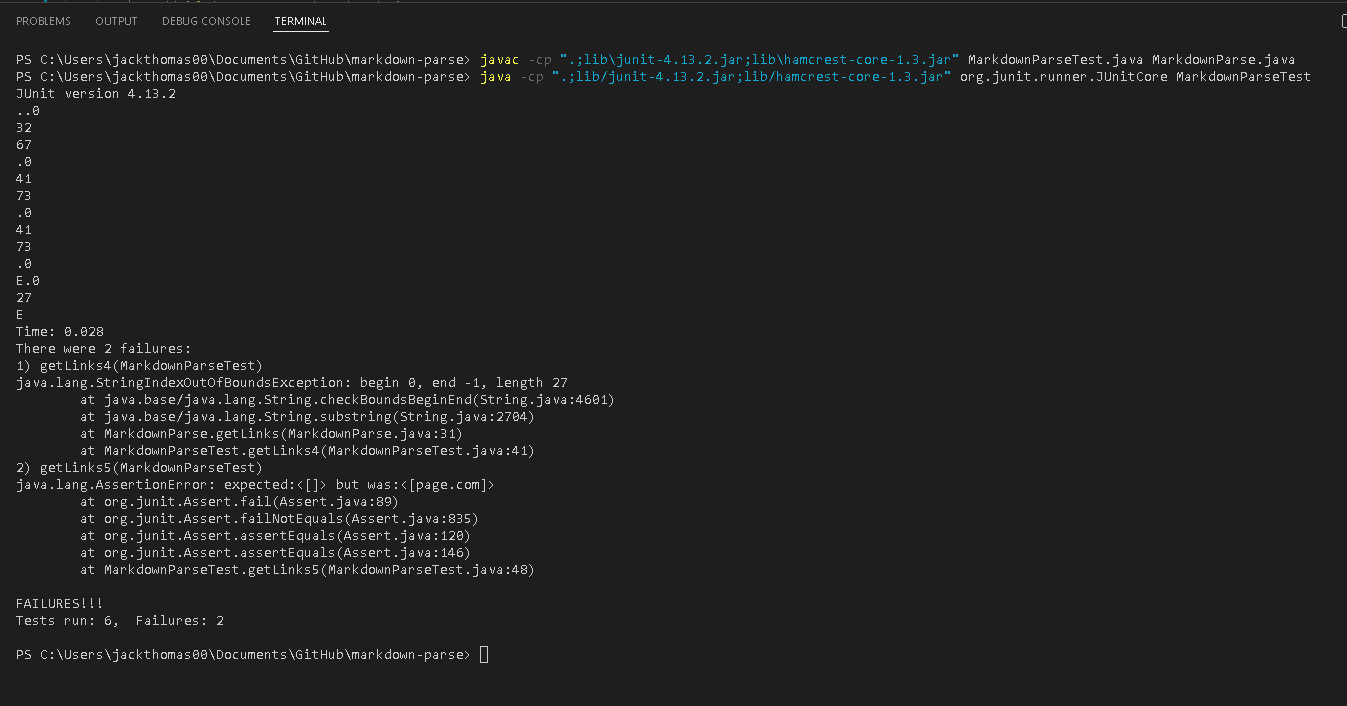 PROBLEMS OUTPUT DEBUG CONSOLE TERMINAL
PS C:\Users\jackthomas00\Documents\GitHub\markdown-parse> javac -cp ".;lib\junit-4.13.2.jar;lib\hamcrest-core-1.3.jar" MarkdownParseTest.java MarkdownParse.java
PS C:\Users\jackthomas00\Documents\GitHub\markdown-parse> java -cp ".;lib/junit-4.13.2.jar;lib/hamcrest-core-1.3.jar" org.junit.runner.JUnitCore MarkdownParseTest
JUnit version 4.13.2
..0
32
67
.0
41
73
.0
41
73
.0
E.0
27
E
Time: 0.028
There were 2 failures:
1) getLinks4(MarkdownParseTest)
java.lang.StringIndexOutOfBoundsException: begin 0, end -1, length 27
        at java.base/java.lang.String.checkBoundsBeginEnd(String.java:4601)
        at java.base/java.lang.String.substring(String.java:2704)
        at MarkdownParse.getLinks(MarkdownParse.java:31)
        at MarkdownParseTest.getLinks4(MarkdownParseTest.java:41)
2) getLinks5(MarkdownParseTest)
java.lang.AssertionError: expected:<[]> but was:<[page.com]>
        at org.junit.Assert.fail(Assert.java:89)
        at org.junit.Assert.failNotEquals(Assert.java:835)
        at org.junit.Assert.assertEquals(Assert.java:120)
        at org.junit.Assert.assertEquals(Assert.java:146)
        at MarkdownParseTest.getLinks5(MarkdownParseTest.java:48)
FAILURES!!!
Tests run: 6,  Failures: 2
PS C:\Users\jackthomas00\Documents\GitHub\markdown-parse>